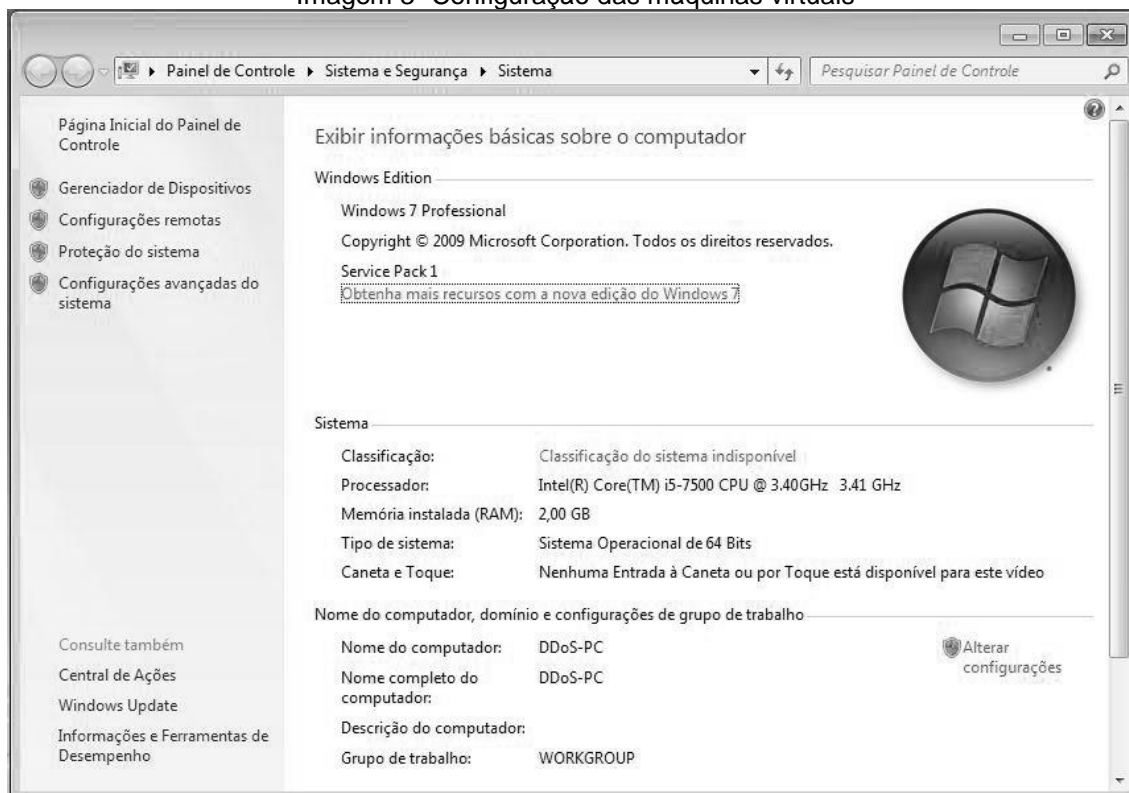 Painel de Controle Sistema e Segurança Sistema
Pesquisar Painel de Controle
Página Inicial do Painel de
Controle
Gerenciador de Dispositivos
Configurações remotas
Proteção do sistema
Configurações avançadas do
sistema
Consulte também
Central de Ações
Windows Update
Informações e Ferramentas de
Desempenho
Exibir informações básicas sobre o computador
Windows Edition
Windows 7 Professional
Copyright © 2009 Microsoft Corporation. Todos os direitos reservados.
Service Pack 1
Obtenha mais recursos com a nova edição do Windows 7
Sistema
Classificação: Classificação do sistema indisponível
Processador: Intel(R) Core(TM) i5-7500 CPU @ 3.40GHz 3.41 GHz
Memória instalada (RAM): 2,00 GB
Tipo de sistema: Sistema Operacional de 64 Bits
Caneta e Toque: Nenhuma Entrada à Caneta ou por Toque está disponível para este vídeo
Nome do computador, domínio e configurações de grupo de trabalho
Nome do computador: DDoS-PC
Alterar
configurações
Nome completo do DDoS-PC
computador:
Descrição do computador:
Grupo de trabalho: WORKGROUP